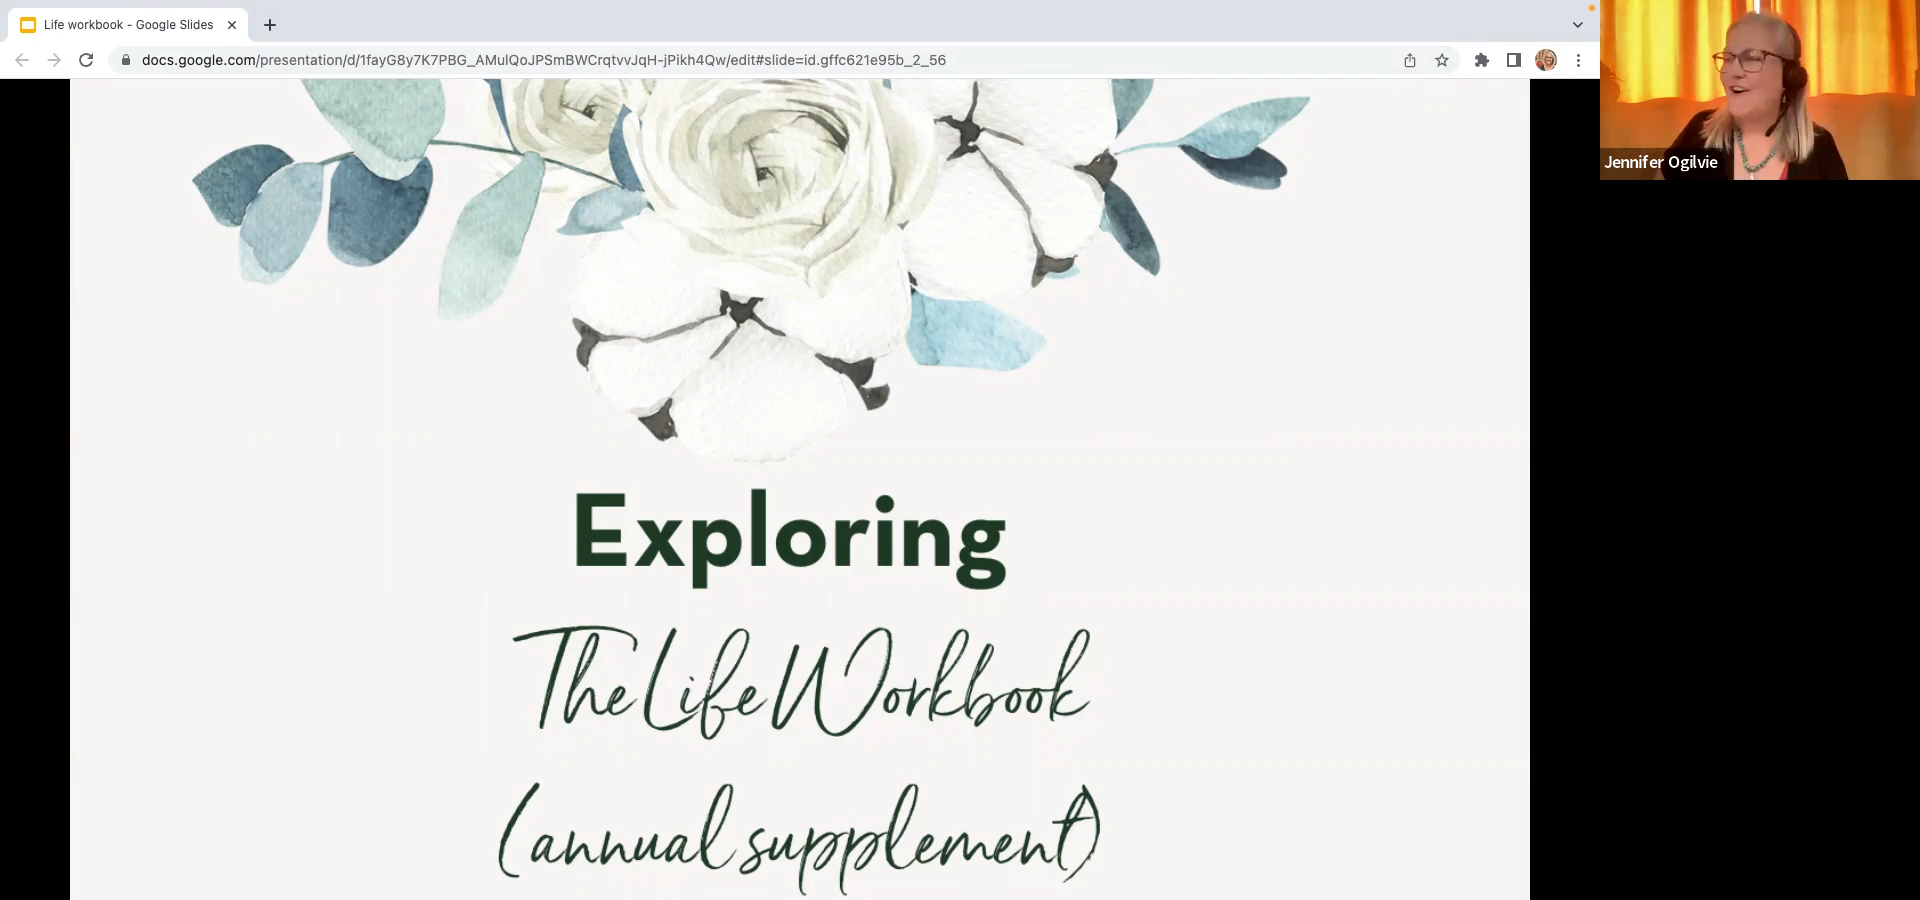 Life workbook - Google Slides
docs.google.com/presentation/d/1fayG8y7K7PBG_AMulQoJPSmBWCrqtvvJqH-jPikh4Qw/edit#slide=id.gffc621e95b_2_56
Jennifer Ogilvie
Exploring
The Life Workbook
(annual supplement)